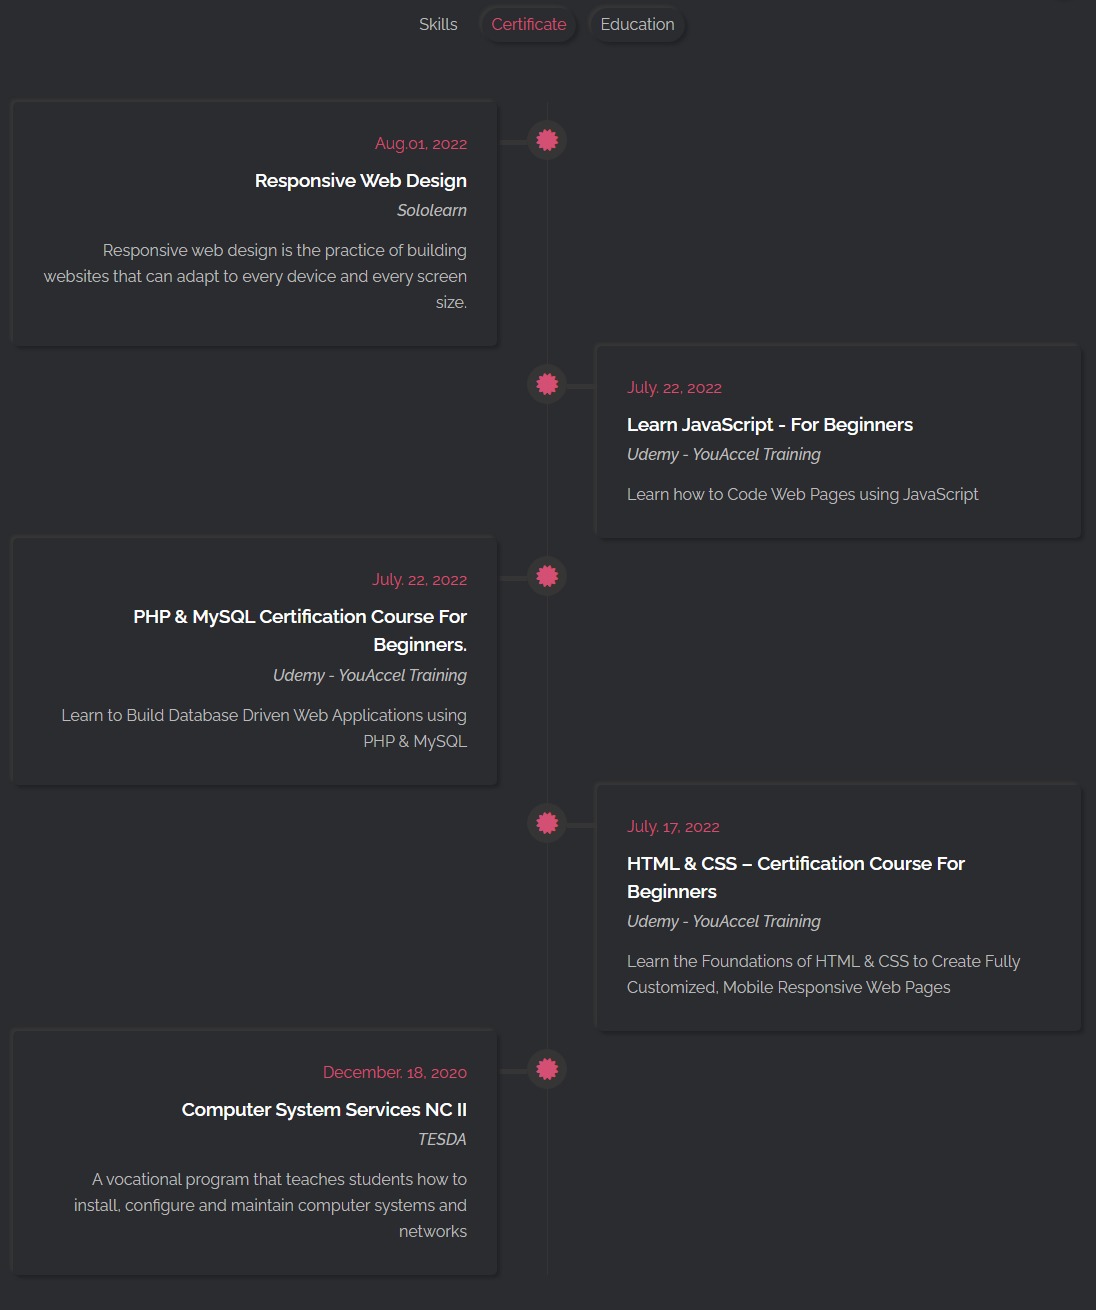 Skills
Certificate
Education
Aug.01, 2022
Responsive Web Design
Sololearn
Responsive web design is the practice of building
websites that can adapt to every device and every screen
size.
July. 22, 2022
Learn JavaScript - For Beginners
Udemy - YouAccel Training
Learn how to Code Web Pages using JavaScript
July. 22, 2022
PHP & MySQL Certification Course For
Beginners.
Udemy - YouAccel Training
Learn to Build Database Driven Web Applications using
PHP & MySQL
July. 17, 2022
HTML & CSS – Certification Course For
Beginners
Udemy - YouAccel Training
Learn the Foundations of HTML & CSS to Create Fully
Customized, Mobile Responsive Web Pages
December. 18, 2020
Computer System Services NC II
TESDA
A vocational program that teaches students how to
install, configure and maintain computer systems and
networks